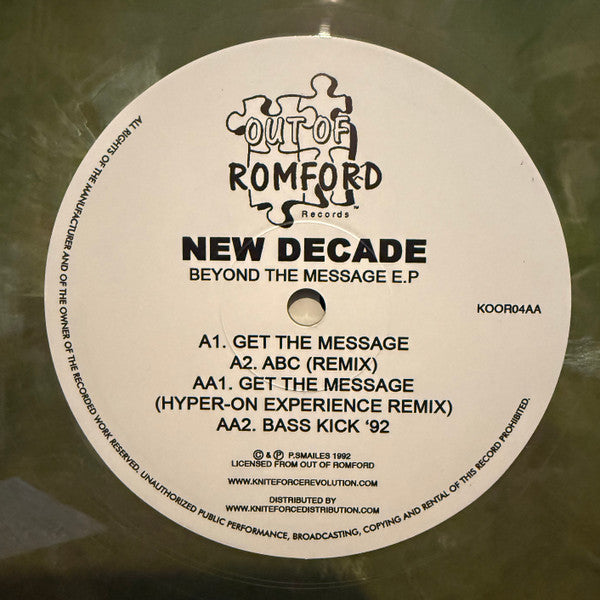 OUT OF
ROMFORD
Records
TM
NEW DECADE
BEYOND THE MESSAGE E.P
KOOR04AA
A1. GET THE MESSAGE
A2. ABC (REMIX)
AA1. GET THE MESSAGE
(HYPER-ON EXPERIENCE REMIX)
AA2. BASS KICK ‘92
© & ℗ P.SMAILES 1992
LICENSED FROM OUT OF ROMFORD
WWW.KNITEFORCEREVOLUTION.COM
DISTRIBUTED BY
WWW.KNITEFORCEDISTRIBUTION.COM
ALL RIGHTS OF THE MANUFACTURER AND OF THE OWNER OF THE RECORDED WORK RESERVED. UNAUTHORIZED PUBLIC PERFORMANCE, BROADCASTING, COPYING AND RENTAL OF THIS RECORD PROHIBITED.